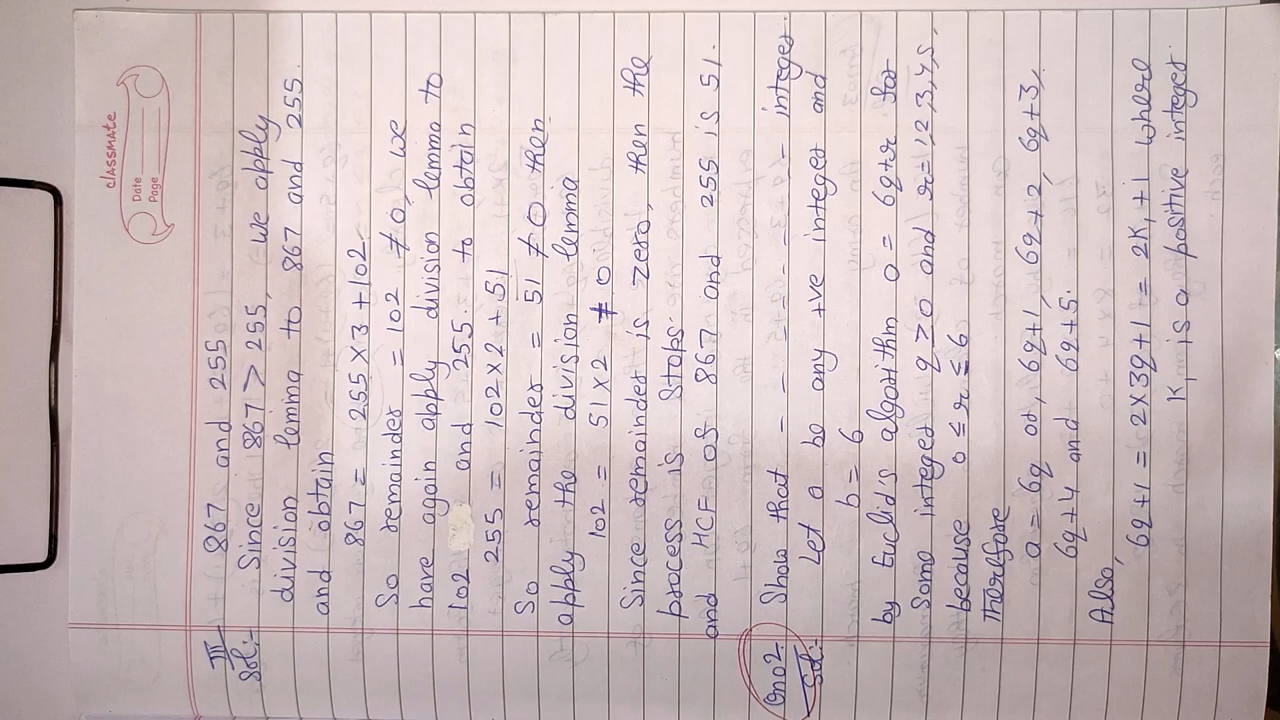 classmate
Date
Page
III 867 and 255
Sol:- Since 867 > 255, we apply
division lemma to 867 and 255.
and obtain
867 = 255 x 3 + 102
So remainder = 102 ≠ 0, we
have again apply division lemma to
102 and 255. to obtain
255 = 102 x 2 + 51
So remainder = 51 ≠ 0 then
apply the division lemma
102 = 51 x 2 ≠ 0
Since remainder is zero, then the
process is stops.
and HCF of 867 and 255 is 51.
Qno2. Show that - - - - - - - integer.
Sol:- Let a be any +ve integer and
b = 6
by Euclid's algorithm a = 6q+r for
Some integer q ≥ 0 and r = 1,2,3,4,5,
because 0 ≤ r ≤ 6
Therefore
a = 6q or, 6q+1, 6q+2, 6q+3,
6q+4 and 6q+5.
Also,
6q+1 = 2x3q+1 = 2K1+1 where
K1 is a positive integer